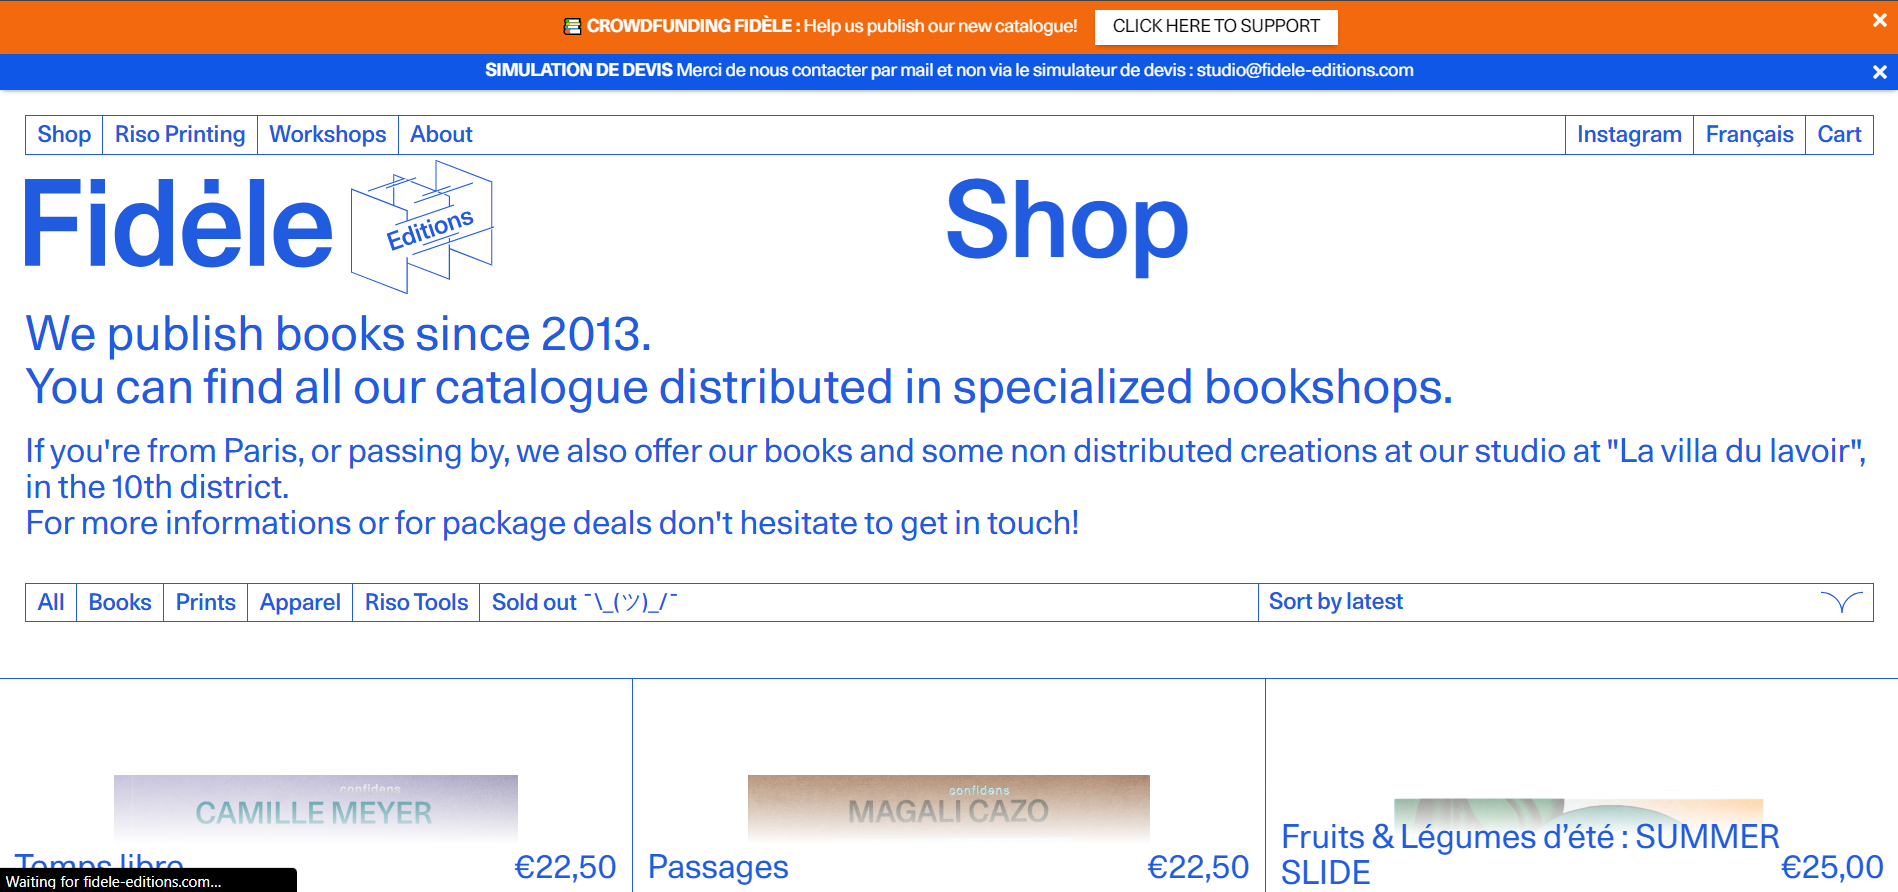 📚 CROWDFUNDING FIDÈLE : Help us publish our new catalogue! CLICK HERE TO SUPPORT ×
SIMULATION DE DEVIS Merci de nous contacter par mail et non via le simulateur de devis : studio@fidele-editions.com ×
Shop Riso Printing Workshops About Instagram Français Cart
Fidėle Editions Shop
We publish books since 2013.
You can find all our catalogue distributed in specialized bookshops.
If you're from Paris, or passing by, we also offer our books and some non distributed creations at our studio at "La villa du lavoir",
in the 10th district.
For more informations or for package deals don't hesitate to get in touch!
All Books Prints Apparel Riso Tools Sold out ¯\_(ツ)_/¯ Sort by latest
confidens
CAMILLE MEYER
Temps libre €22,50
confidens
MAGALI CAZO
Passages €22,50
Fruits & Légumes d’été : SUMMER
SLIDE €25,00
Waiting for fidele-editions.com...